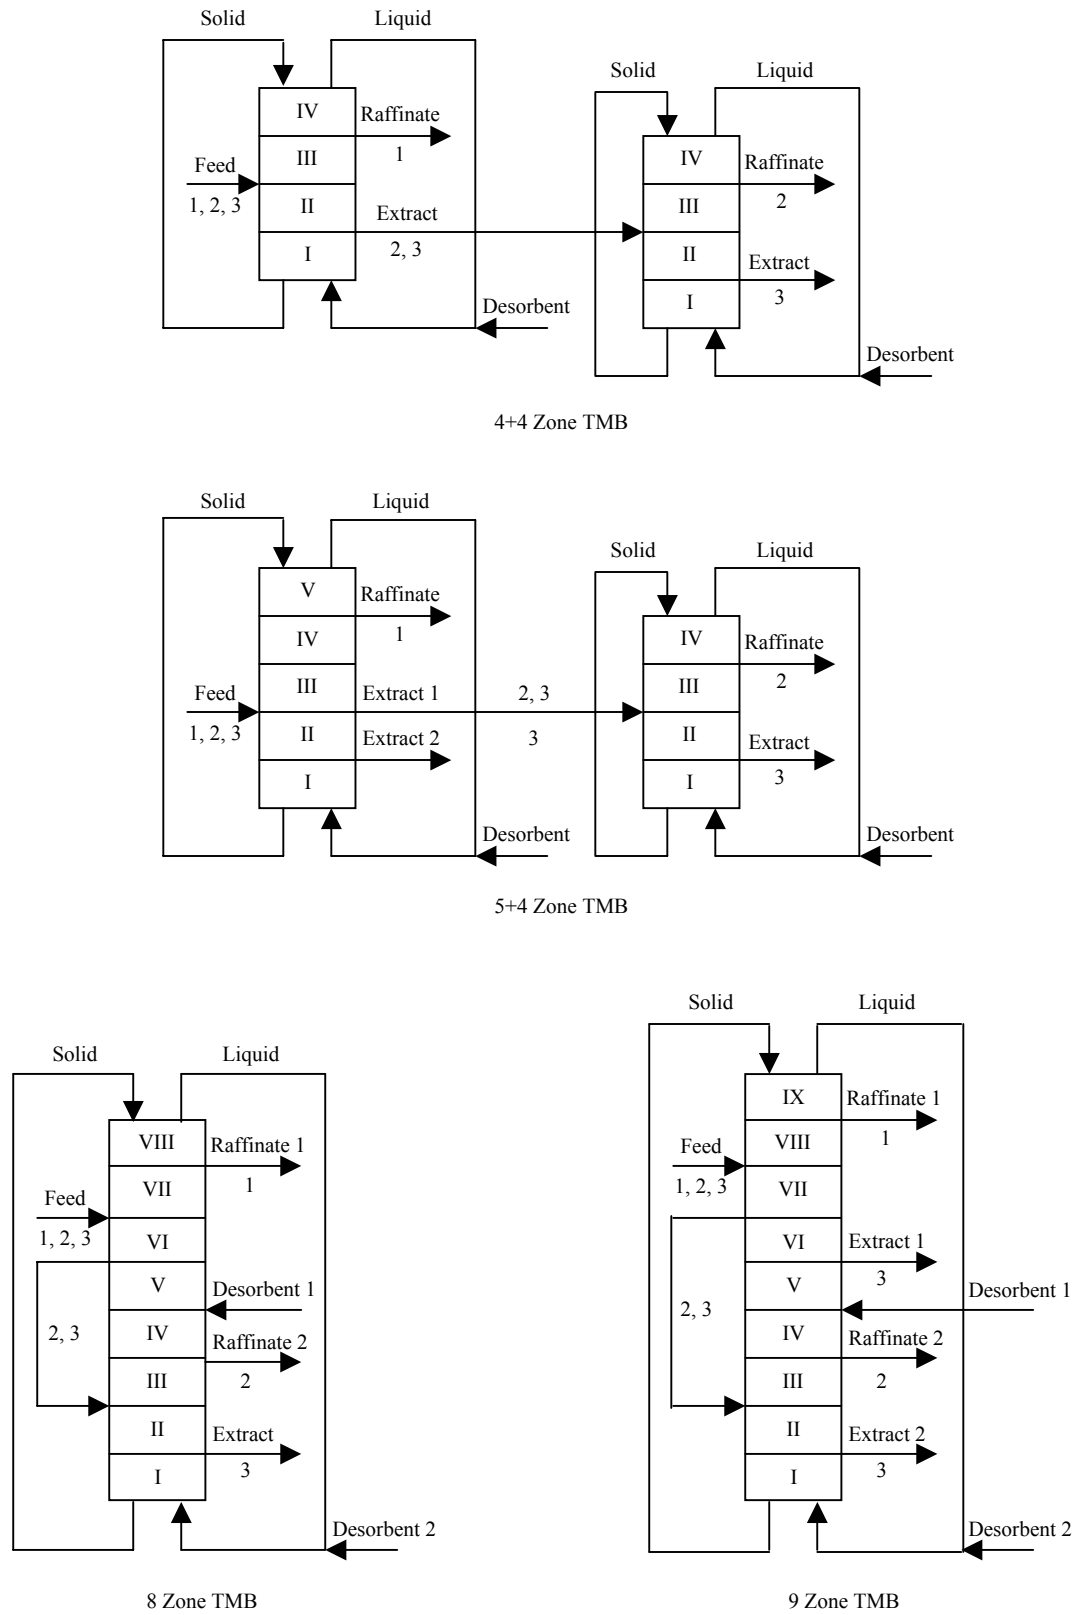 Solid
Liquid
IV
Raffinate
1
Feed
1, 2, 3
III
II
Extract
2, 3
I
Desorbent
Solid
Liquid
IV
Raffinate
2
III
II
Extract
3
I
Desorbent
4+4 Zone TMB
Solid
Liquid
V
Raffinate
1
IV
Feed
1, 2, 3
III
Extract 1
2, 3
3
II
Extract 2
I
Desorbent
Solid
Liquid
IV
Raffinate
2
III
II
Extract
3
I
Desorbent
5+4 Zone TMB
Solid
Liquid
VIII
Raffinate 1
1
VII
Feed
1, 2, 3
VI
V
Desorbent 1
2, 3
IV
Raffinate 2
2
III
II
Extract
3
I
Desorbent 2
8 Zone TMB
Solid
Liquid
IX
Raffinate 1
1
VIII
Feed
1, 2, 3
VII
VI
Extract 1
3
V
Desorbent 1
2, 3
IV
Raffinate 2
2
III
II
Extract 2
3
I
Desorbent 2
9 Zone TMB